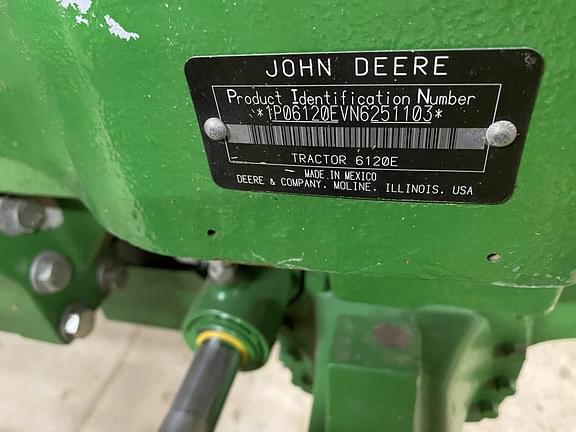 JOHN DEERE
Product Identification Number
*1P06120EVN6251103*
TRACTOR 6120E
MADE IN MEXICO
DEERE & COMPANY. MOLINE. ILLINOIS. USA